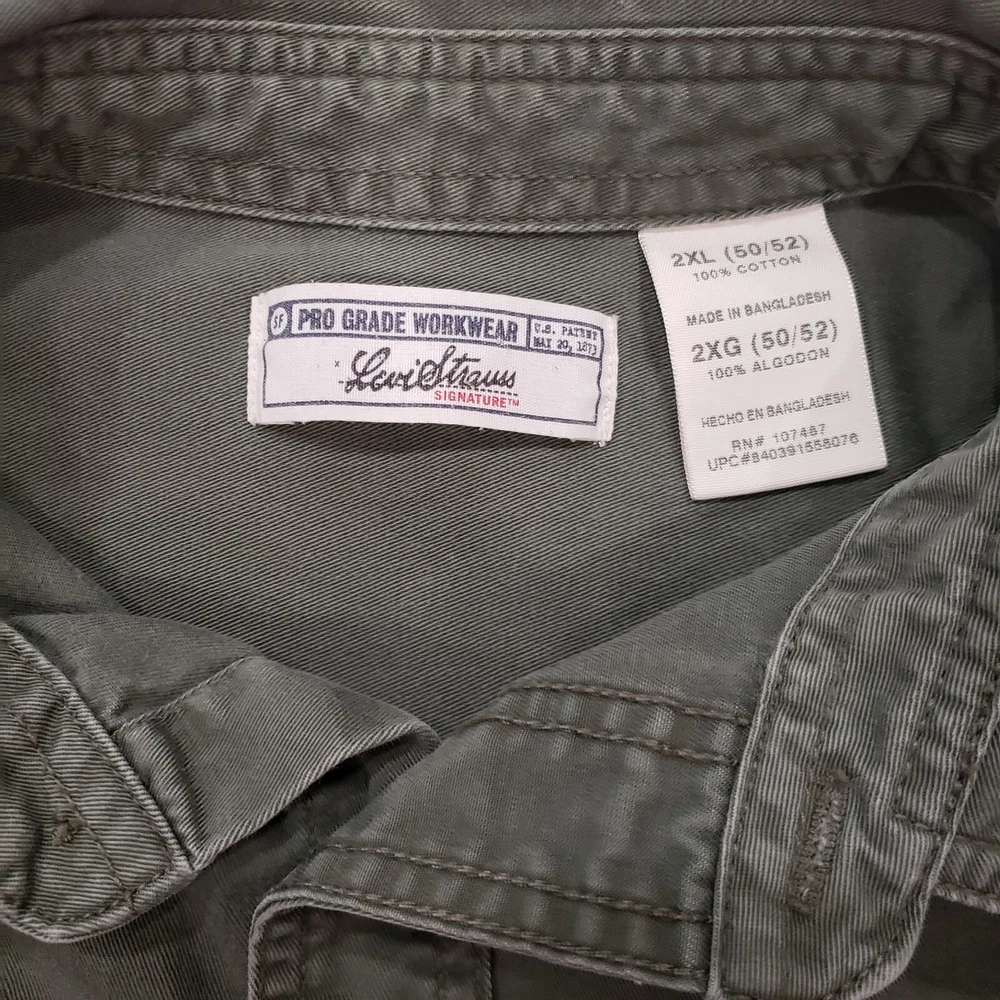 SF PRO GRADE WORKWEAR
U.S. PATENT
MAY 20, 1873
Levi Strauss
SIGNATURE™
2XL (50/52)
100% COTTON
MADE IN BANGLADESH
2XG (50/52)
100% ALGODON
HECHO EN BANGLADESH
RN# 107487
UPC#840391558076